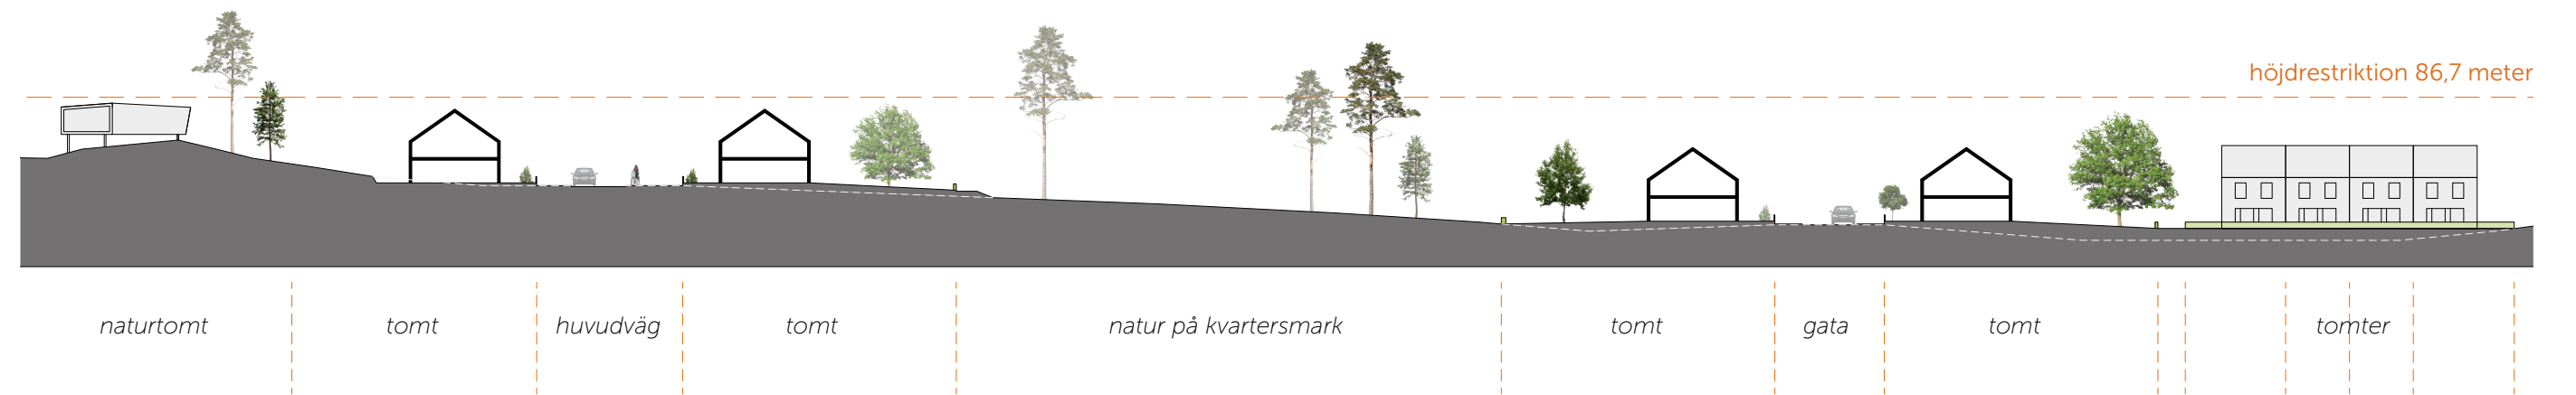 höjdrestriktion 86,7 meter
naturtomt
tomt
huvudväg
tomt
natur på kvartersmark
tomt
gata
tomt
tomter